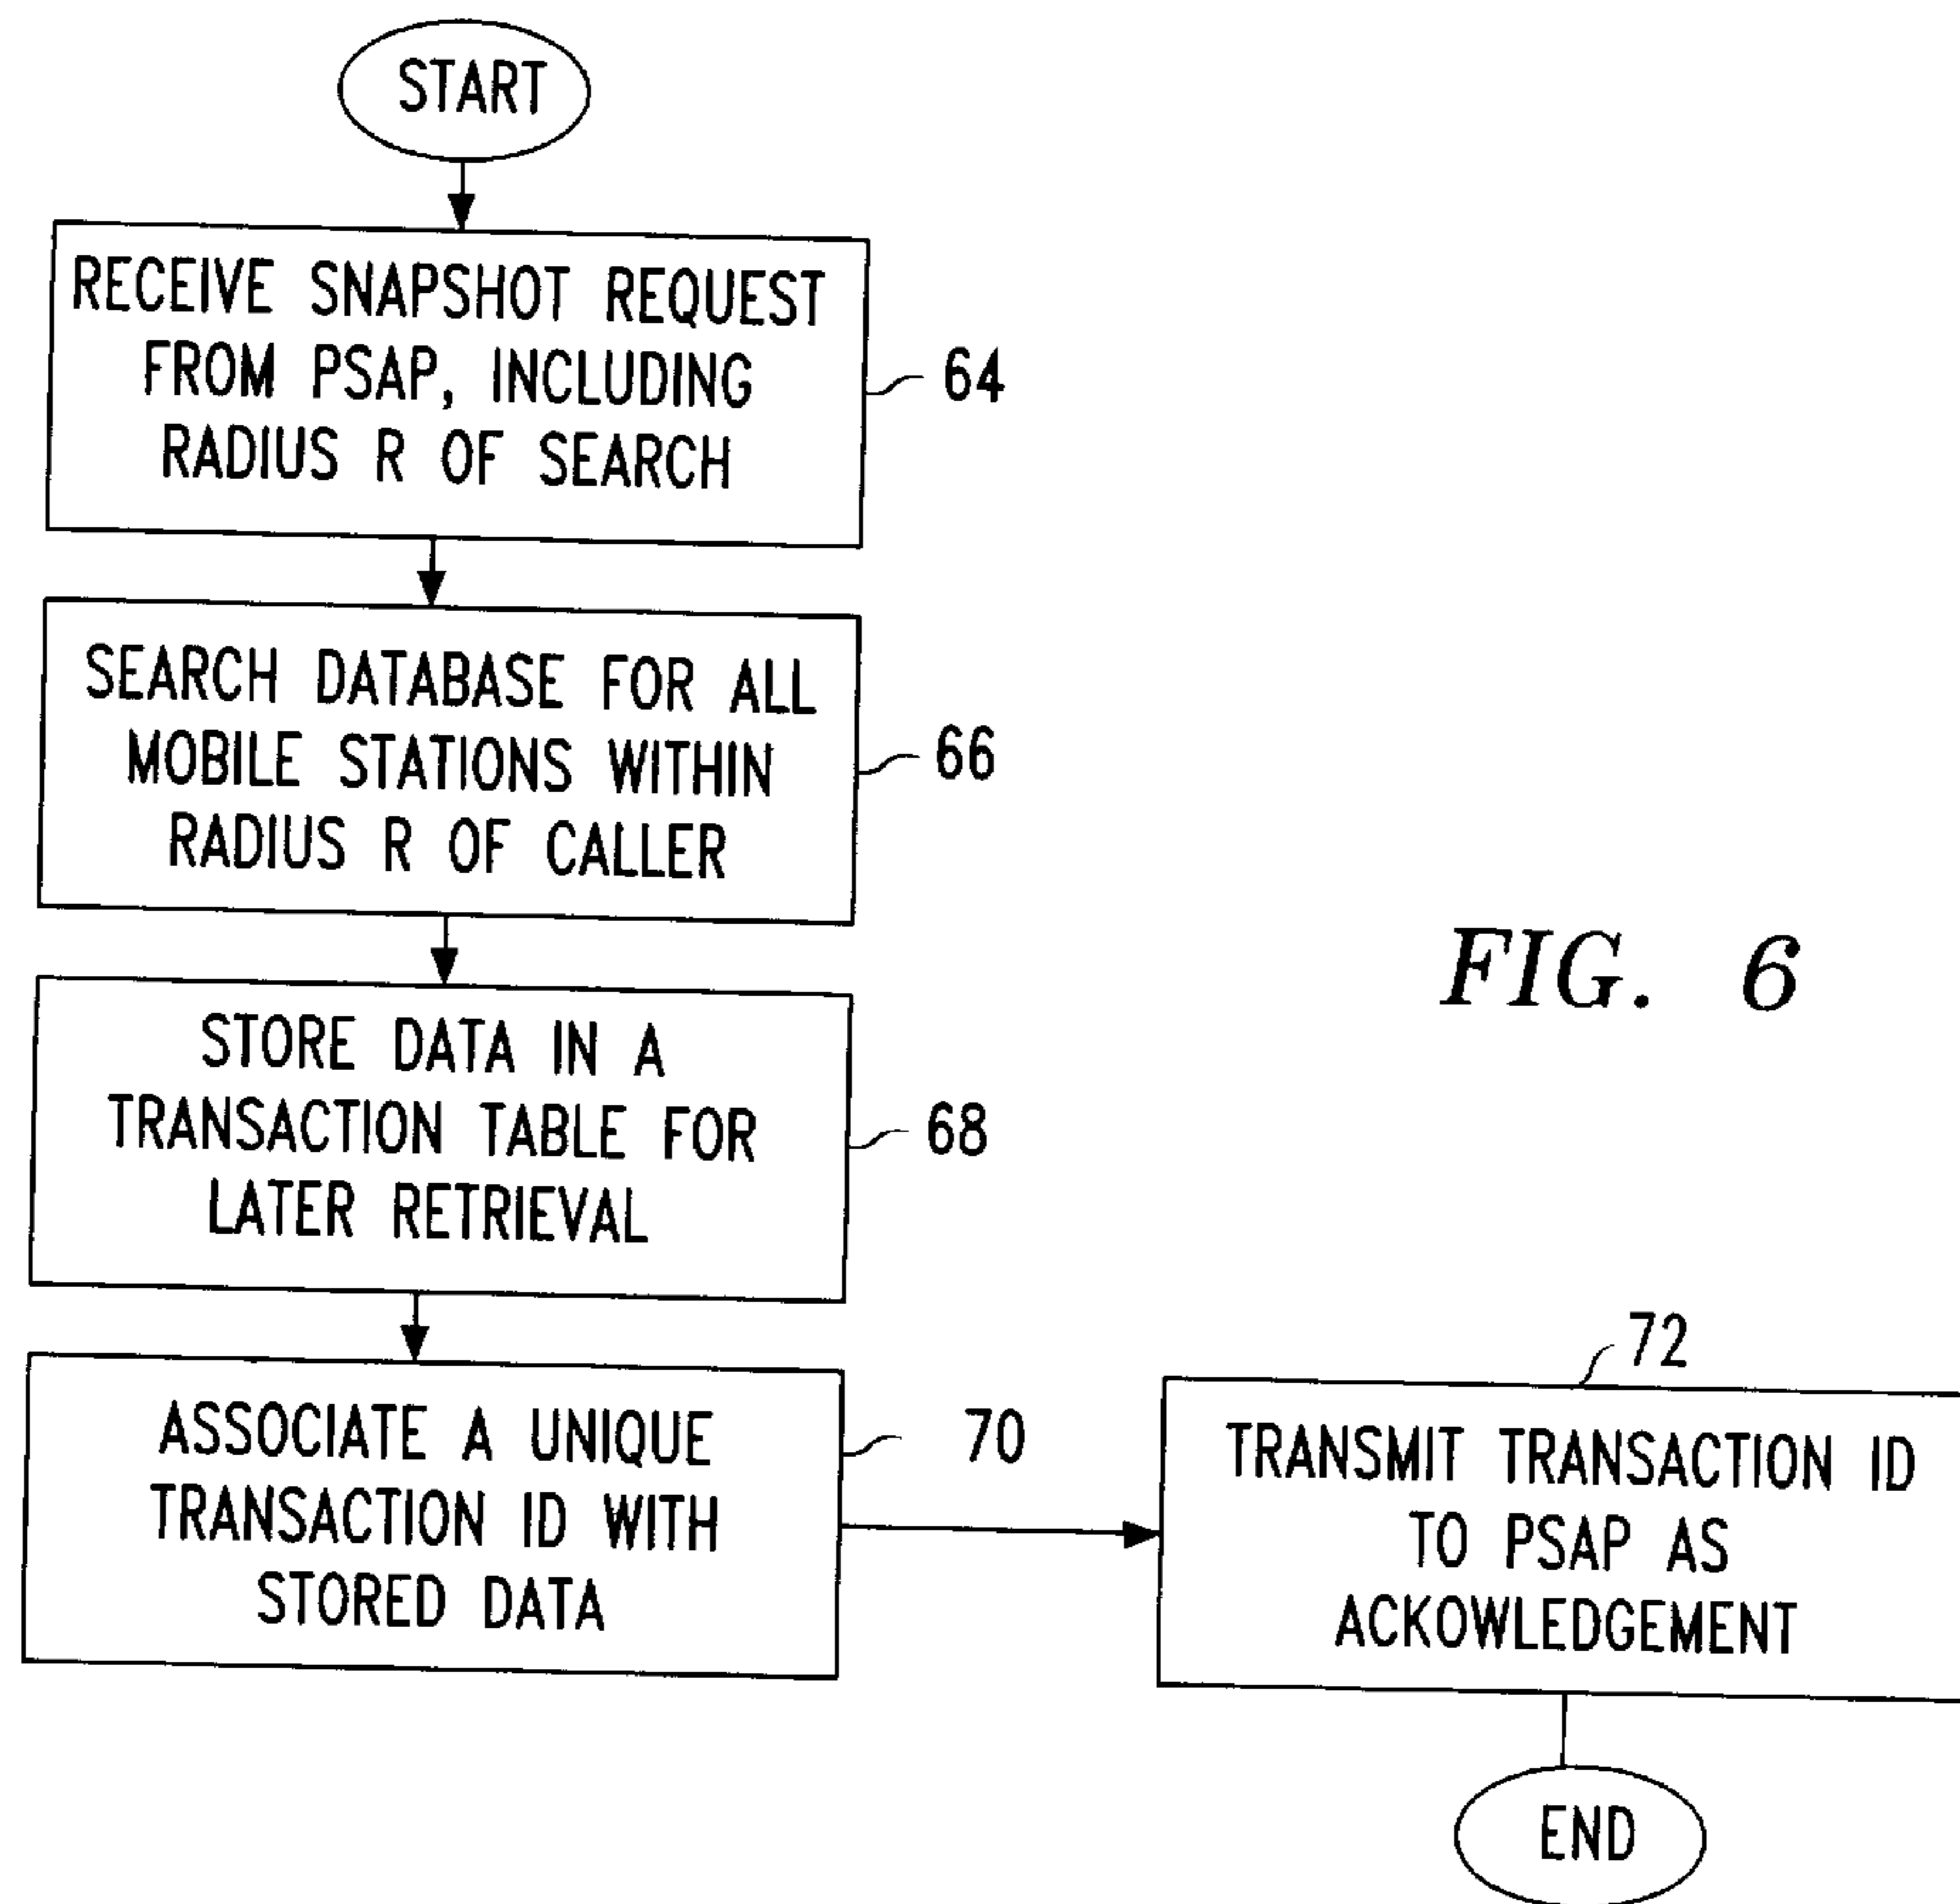 START
RECEIVE SNAPSHOT REQUEST
FROM PSAP, INCLUDING
RADIUS R OF SEARCH
64
SEARCH DATABASE FOR ALL
MOBILE STATIONS WITHIN
RADIUS R OF CALLER
66
STORE DATA IN A
TRANSACTION TABLE FOR
LATER RETRIEVAL
68
ASSOCIATE A UNIQUE
TRANSACTION ID WITH
STORED DATA
70
72
TRANSMIT TRANSACTION ID
TO PSAP AS
ACKOWLEDGEMENT
END
FIG. 6